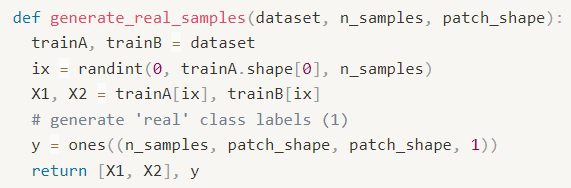 def generate_real_samples(dataset, n_samples, patch_shape):
  trainA, trainB = dataset
  ix = randint(0, trainA.shape[0], n_samples)
  X1, X2 = trainA[ix], trainB[ix]
  # generate 'real' class labels (1)
  y = ones((n_samples, patch_shape, patch_shape, 1))
  return [X1, X2], y